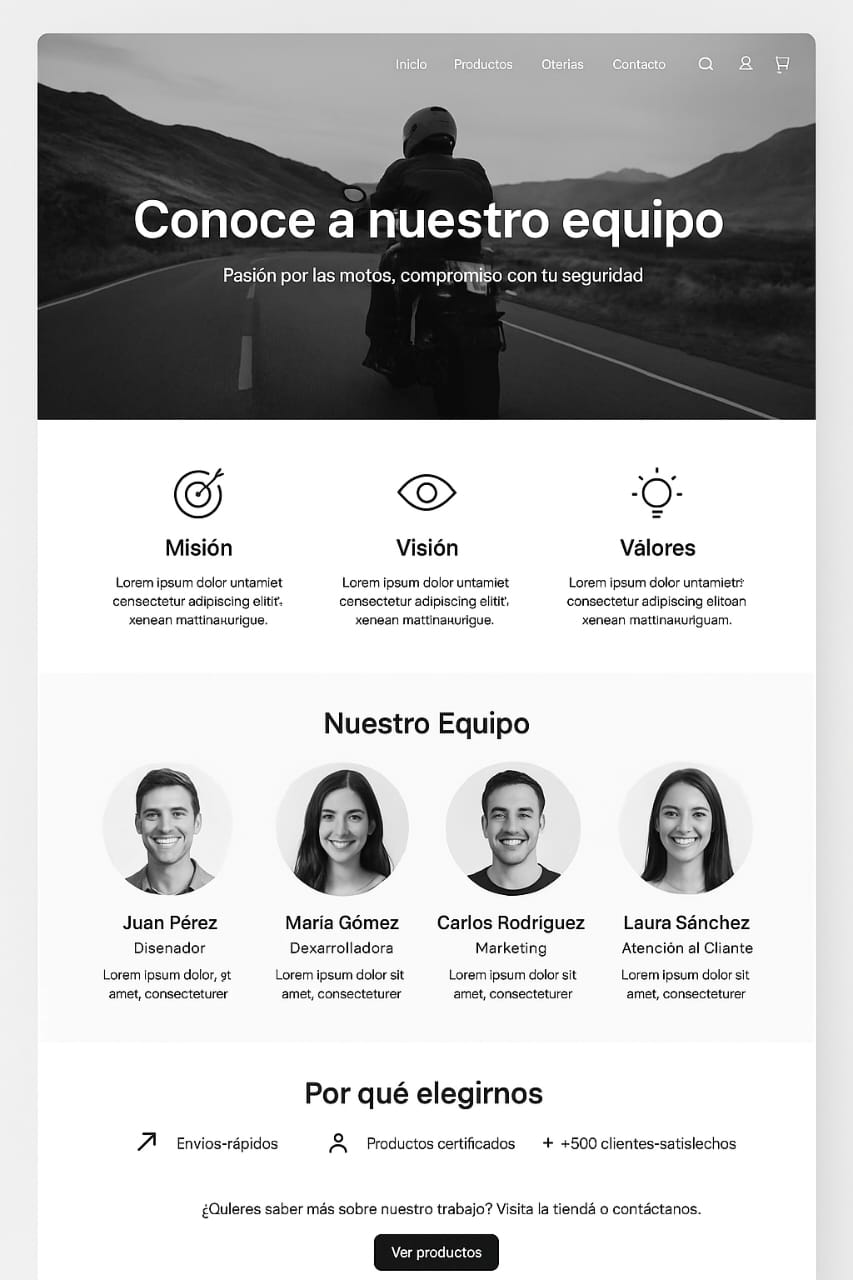 Inicio Productos Oterias Contacto
Conoce a nuestro equipo
Pasión por las motos, compromiso con tu seguridad
Misión Visión Válores
Lorem ipsum dolor untamiet
censectetur adipiscing elitit.
xenean mattinaкurigue.
Lorem ipsum dolor untamiet
censectetur adipiscing elitit.
xenean mattinaкurigue.
Lorem ipsum dolor untamietr?
consectetur adipiscing elitoan
xenean mattinaкuriguam.
Nuestro Equipo
Juan Pérez
Disenador
Lorem ipsum dolor, 9t
amet, consecteturer
María Gómez
Dexarrolladora
Lorem ipsum dolor sit
amet, consecteturer
Carlos Rodríguez
Marketing
Lorem ipsum dolor sit
amet, consecteturer
Laura Sánchez
Atención al Cliante
Lorem ipsum dolor sit
amet, consecteturer
Por qué elegirnos
Envios-rápidos Productos certificados + +500 clientes-satislechos
¿Quleres saber más sobre nuestro trabajo? Visita la tiendá o contáctanos.
Ver productos